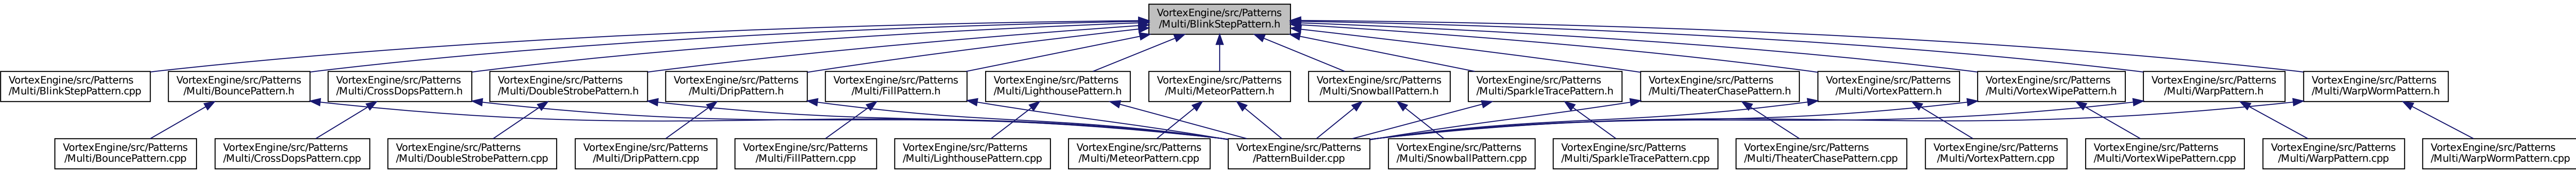 VortexEngine/src/Patterns
/Multi/BlinkStepPattern.h
VortexEngine/src/Patterns
/Multi/BlinkStepPattern.cpp
VortexEngine/src/Patterns
/Multi/BouncePattern.h
VortexEngine/src/Patterns
/Multi/CrossDopsPattern.h
VortexEngine/src/Patterns
/Multi/DoubleStrobePattern.h
VortexEngine/src/Patterns
/Multi/DripPattern.h
VortexEngine/src/Patterns
/Multi/FillPattern.h
VortexEngine/src/Patterns
/Multi/LighthousePattern.h
VortexEngine/src/Patterns
/Multi/MeteorPattern.h
VortexEngine/src/Patterns
/Multi/SnowballPattern.h
VortexEngine/src/Patterns
/Multi/SparkleTracePattern.h
VortexEngine/src/Patterns
/Multi/TheaterChasePattern.h
VortexEngine/src/Patterns
/Multi/VortexPattern.h
VortexEngine/src/Patterns
/Multi/VortexWipePattern.h
VortexEngine/src/Patterns
/Multi/WarpPattern.h
VortexEngine/src/Patterns
/Multi/WarpWormPattern.h
VortexEngine/src/Patterns
/Multi/BouncePattern.cpp
VortexEngine/src/Patterns
/Multi/CrossDopsPattern.cpp
VortexEngine/src/Patterns
/Multi/DoubleStrobePattern.cpp
VortexEngine/src/Patterns
/Multi/DripPattern.cpp
VortexEngine/src/Patterns
/Multi/FillPattern.cpp
VortexEngine/src/Patterns
/Multi/LighthousePattern.cpp
VortexEngine/src/Patterns
/Multi/MeteorPattern.cpp
VortexEngine/src/Patterns
/PatternBuilder.cpp
VortexEngine/src/Patterns
/Multi/SnowballPattern.cpp
VortexEngine/src/Patterns
/Multi/SparkleTracePattern.cpp
VortexEngine/src/Patterns
/Multi/TheaterChasePattern.cpp
VortexEngine/src/Patterns
/Multi/VortexPattern.cpp
VortexEngine/src/Patterns
/Multi/VortexWipePattern.cpp
VortexEngine/src/Patterns
/Multi/WarpPattern.cpp
VortexEngine/src/Patterns
/Multi/WarpWormPattern.cpp